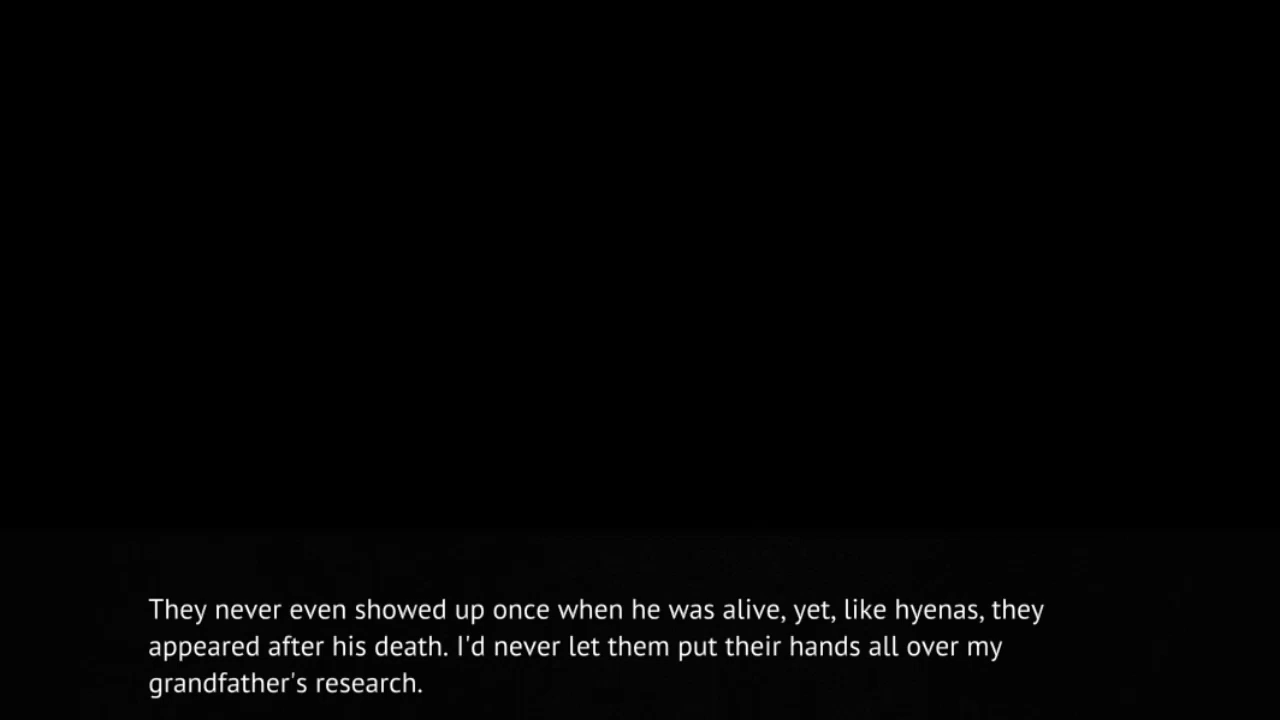 They never even showed up once when he was alive, yet, like hyenas, they
appeared after his death. I'd never let them put their hands all over my
grandfather's research.